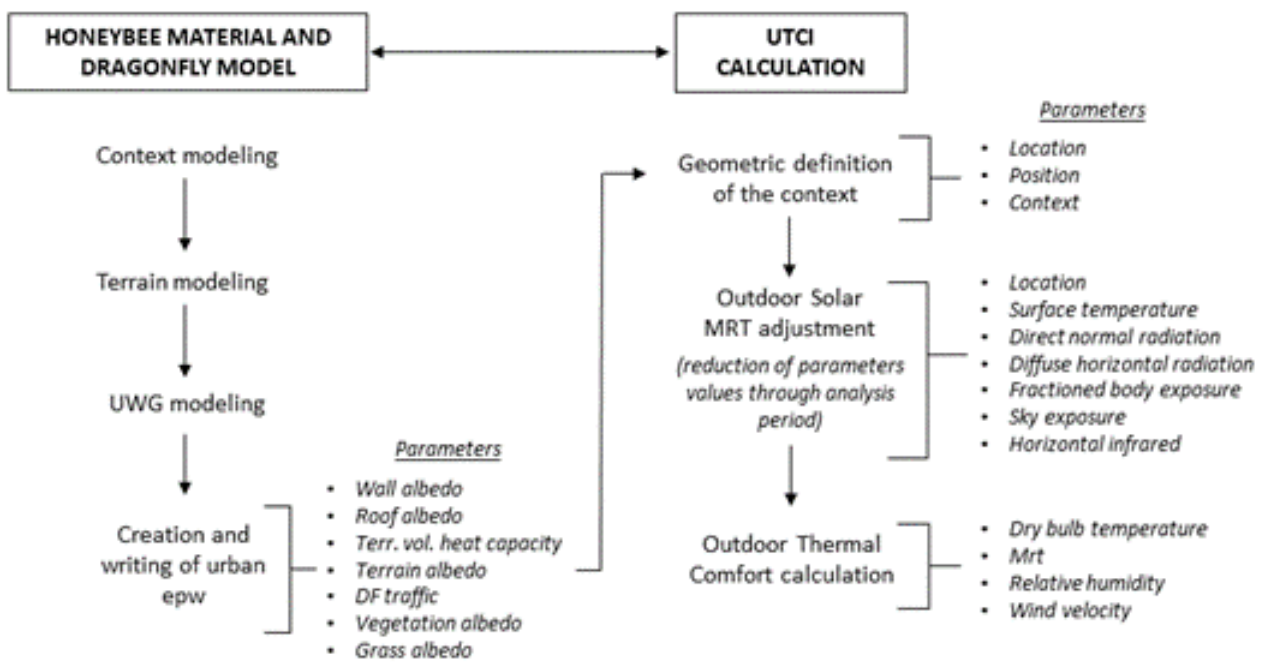 HONEYBEE MATERIAL AND
DRAGONFLY MODEL
Context modeling
Terrain modeling
UWG modeling
Creation and
writing of urban
epw
Parameters
• Wall albedo
• Roof albedo
• Terr. vol. heat capacity
• Terrain albedo
• DF traffic
• Vegetation albedo
• Grass albedo
UTCI
CALCULATION
Geometric definition
of the context
Parameters
• Location
• Position
• Context
Outdoor Solar
MRT adjustment
(reduction of parameters
values through analysis
period)
• Location
• Surface temperature
• Direct normal radiation
• Diffuse horizontal radiation
• Fractioned body exposure
• Sky exposure
• Horizontal infrared
Outdoor Thermal
Comfort calculation
• Dry bulb temperature
• Mrt
• Relative humidity
• Wind velocity